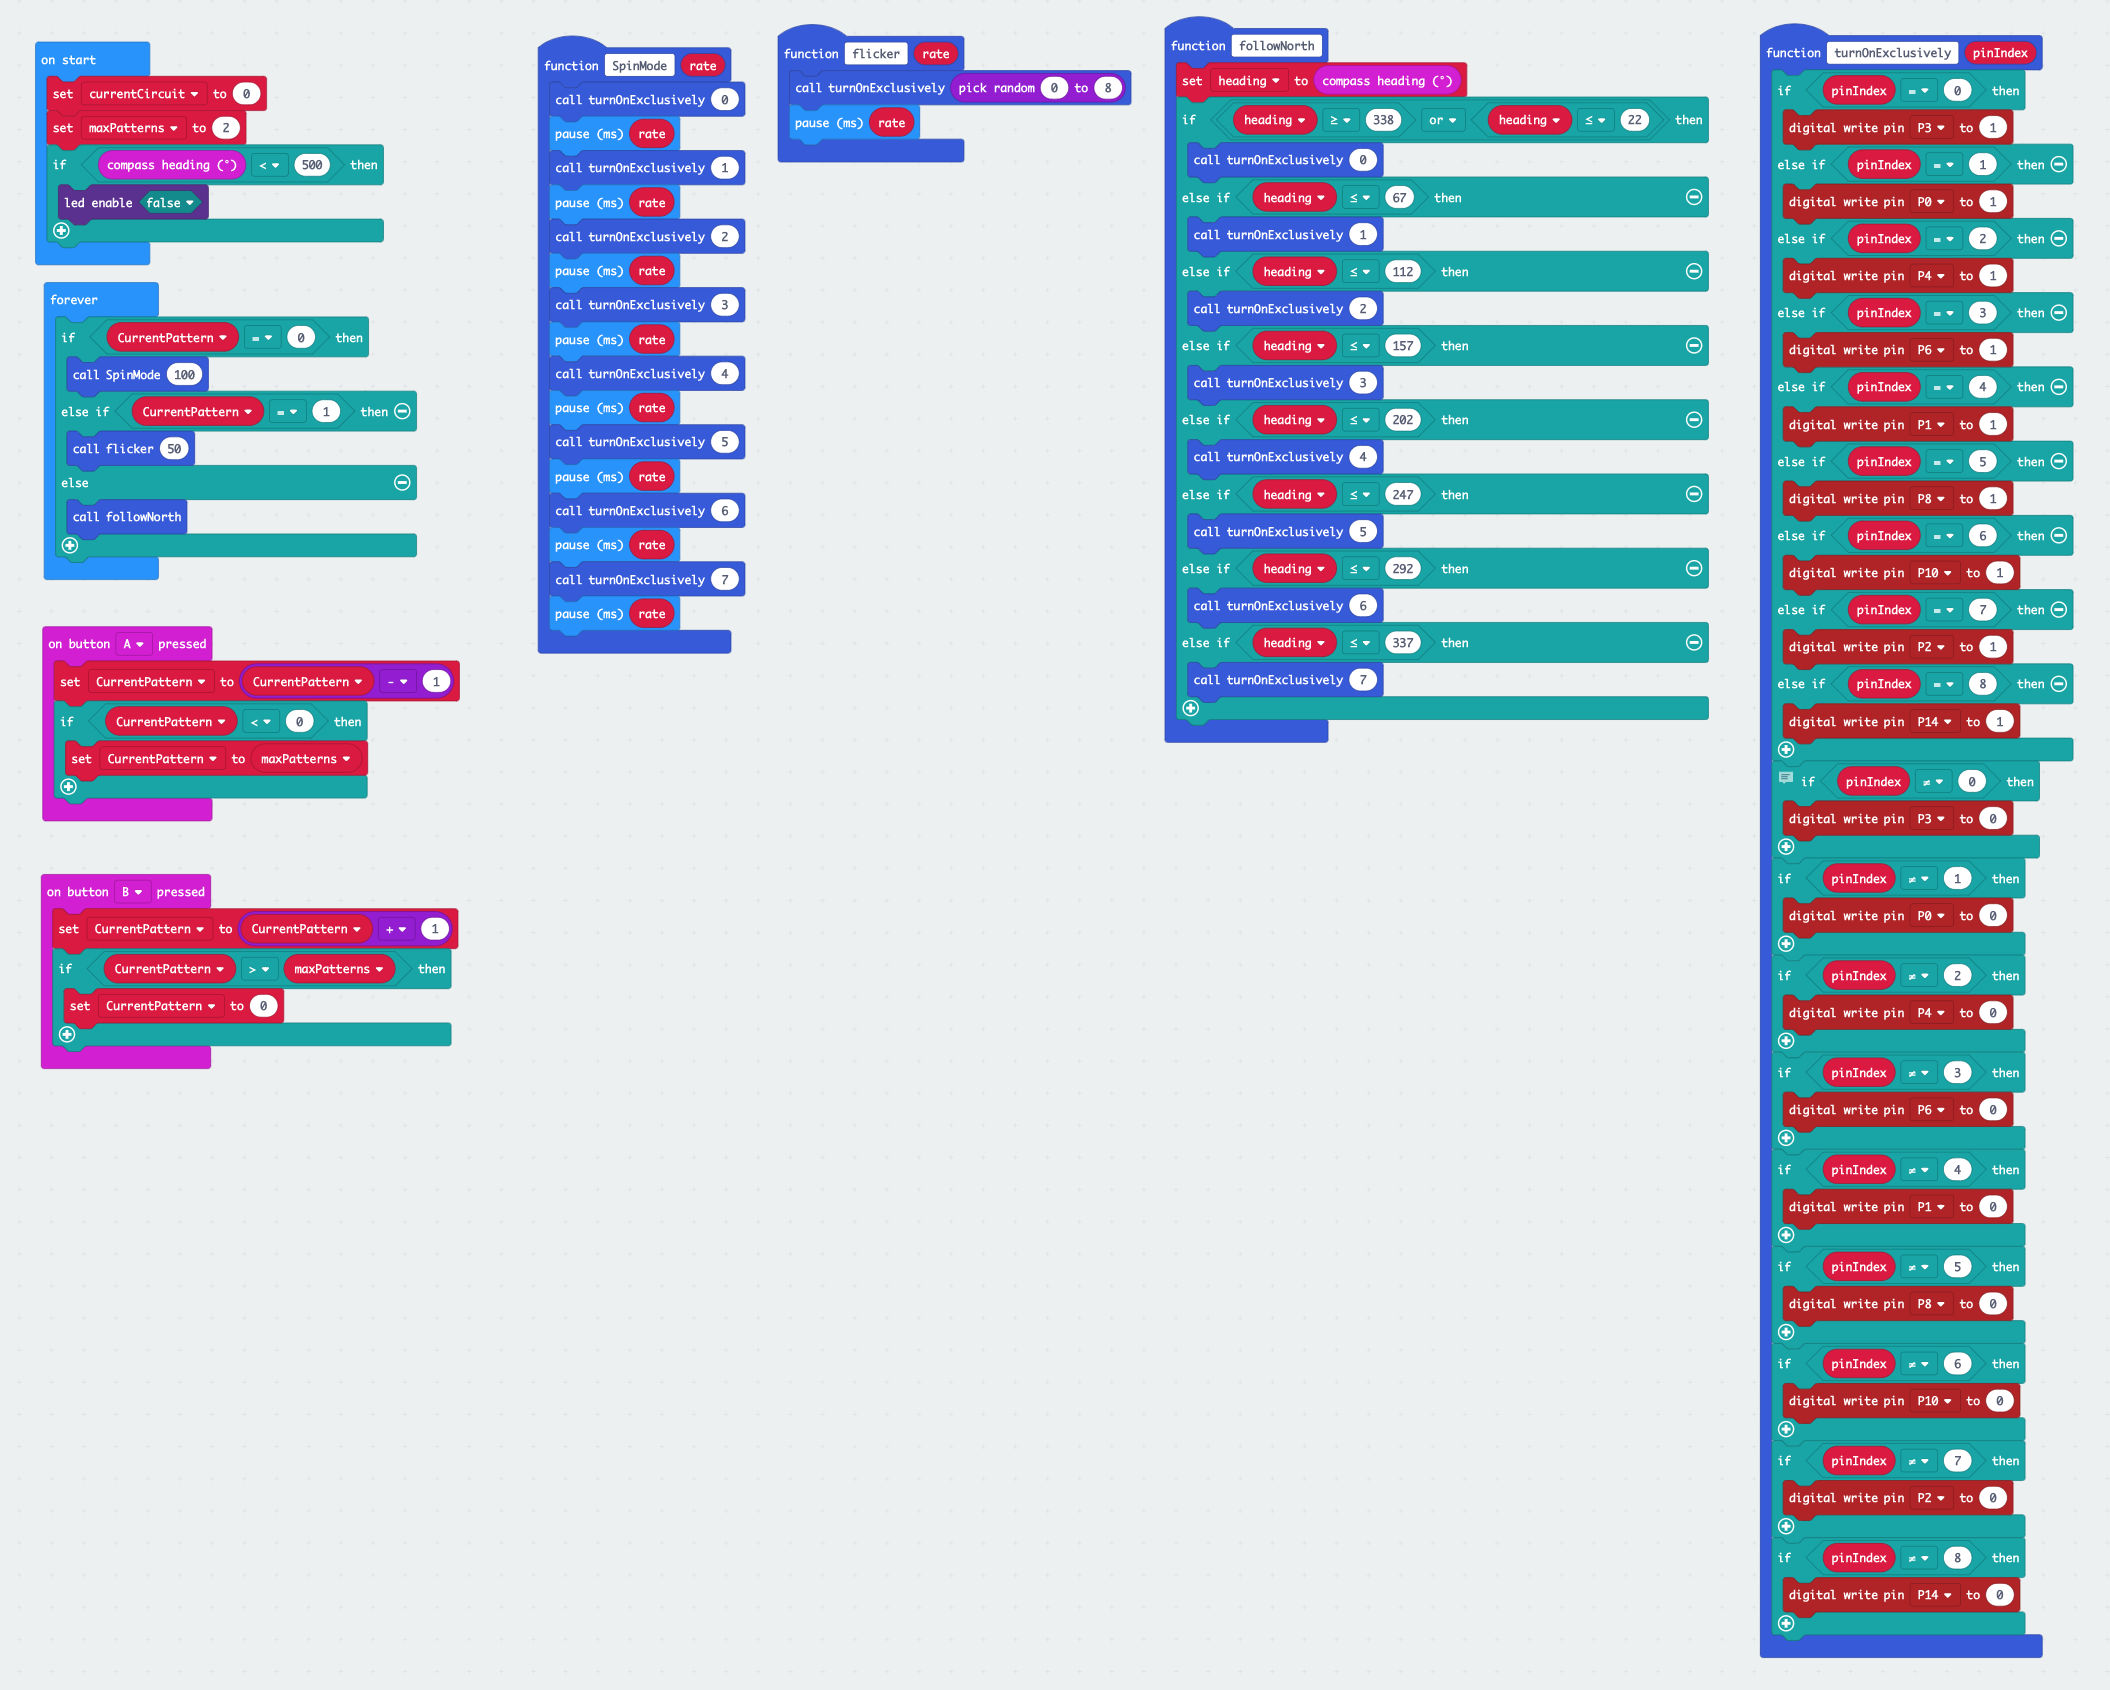 on start
set currentCircuit to 0
set maxPatterns to 2
if compass heading (°) < 500 then
led enable false
forever
if CurrentPattern = 0 then
call SpinMode 100
else if CurrentPattern = 1 then
call flicker 50
else
call followNorth
on button A pressed
set CurrentPattern to CurrentPattern - 1
if CurrentPattern < 0 then
set CurrentPattern to maxPatterns
on button B pressed
set CurrentPattern to CurrentPattern + 1
if CurrentPattern > maxPatterns then
set CurrentPattern to 0
function SpinMode rate
call turnOnExclusively 0
pause (ms) rate
call turnOnExclusively 1
pause (ms) rate
call turnOnExclusively 2
pause (ms) rate
call turnOnExclusively 3
pause (ms) rate
call turnOnExclusively 4
pause (ms) rate
call turnOnExclusively 5
pause (ms) rate
call turnOnExclusively 6
pause (ms) rate
call turnOnExclusively 7
pause (ms) rate
function flicker rate
call turnOnExclusively pick random 0 to 8
pause (ms) rate
function followNorth
set heading to compass heading (°)
if heading ≥ 338 or heading ≤ 22 then
call turnOnExclusively 0
else if heading ≤ 67 then
call turnOnExclusively 1
else if heading ≤ 112 then
call turnOnExclusively 2
else if heading ≤ 157 then
call turnOnExclusively 3
else if heading ≤ 202 then
call turnOnExclusively 4
else if heading ≤ 247 then
call turnOnExclusively 5
else if heading ≤ 292 then
call turnOnExclusively 6
else if heading ≤ 337 then
call turnOnExclusively 7
function turnOnExclusively pinIndex
if pinIndex = 0 then
digital write pin P3 to 1
else if pinIndex = 1 then
digital write pin P0 to 1
else if pinIndex = 2 then
digital write pin P4 to 1
else if pinIndex = 3 then
digital write pin P6 to 1
else if pinIndex = 4 then
digital write pin P1 to 1
else if pinIndex = 5 then
digital write pin P8 to 1
else if pinIndex = 6 then
digital write pin P10 to 1
else if pinIndex = 7 then
digital write pin P2 to 1
else if pinIndex = 8 then
digital write pin P14 to 1
if pinIndex ≠ 0 then
digital write pin P3 to 0
if pinIndex ≠ 1 then
digital write pin P0 to 0
if pinIndex ≠ 2 then
digital write pin P4 to 0
if pinIndex ≠ 3 then
digital write pin P6 to 0
if pinIndex ≠ 4 then
digital write pin P1 to 0
if pinIndex ≠ 5 then
digital write pin P8 to 0
if pinIndex ≠ 6 then
digital write pin P10 to 0
if pinIndex ≠ 7 then
digital write pin P2 to 0
if pinIndex ≠ 8 then
digital write pin P14 to 0